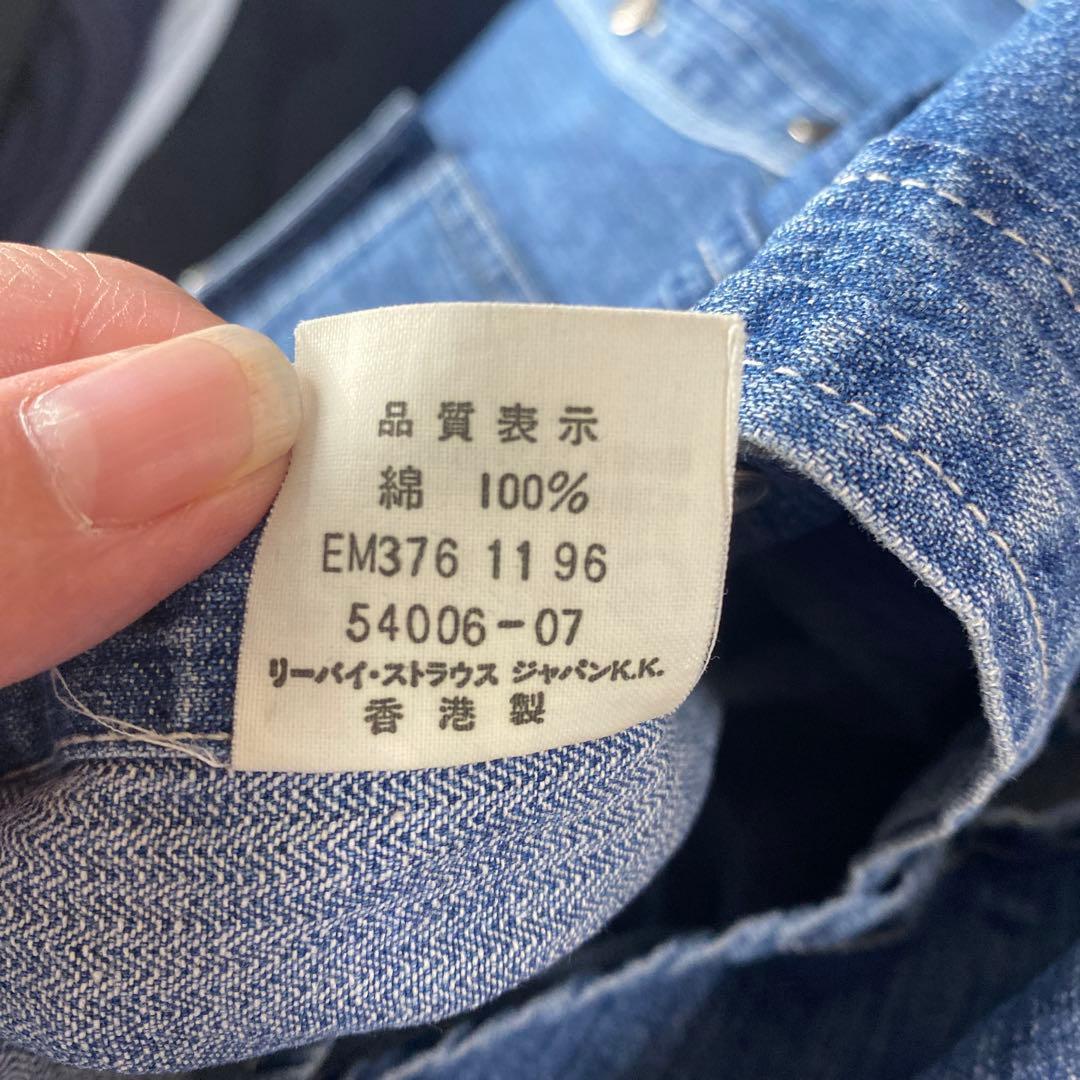 品質表示
綿 100%
EM376 11 96
54006-07
リーバイ・ストラウス ジャパンK.K.
香港製